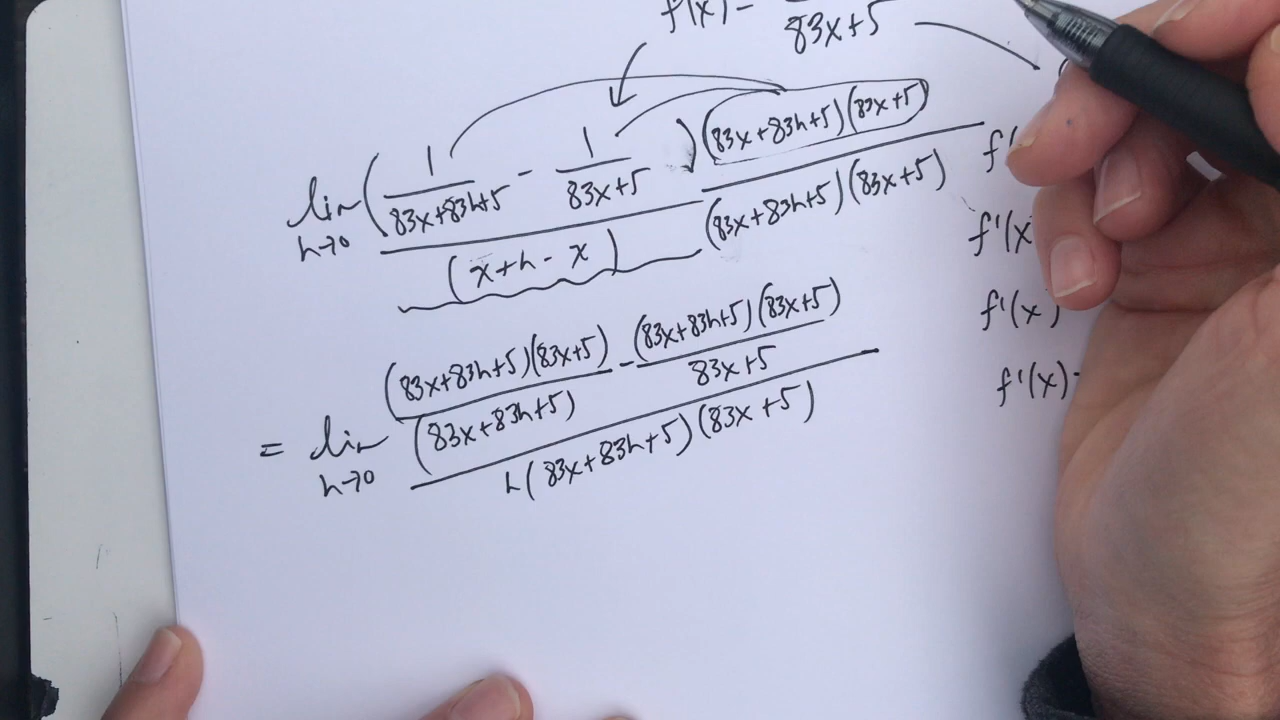 f'(x) =
83x+5
lim h→0 ( 1/(83x+83h+5) - 1/(83x+5) ) (83x+83h+5)(83x+5)
(x+h-x) (83x+83h+5)(83x+5)
f'
f'(x
f'(x)
f'(x)-
(83x+83h+5)(83x+5) - (83x+83h+5)(83x+5)
= lim h→0 (83x+83h+5) 83x+5
h(83x+83h+5)(83x+5)